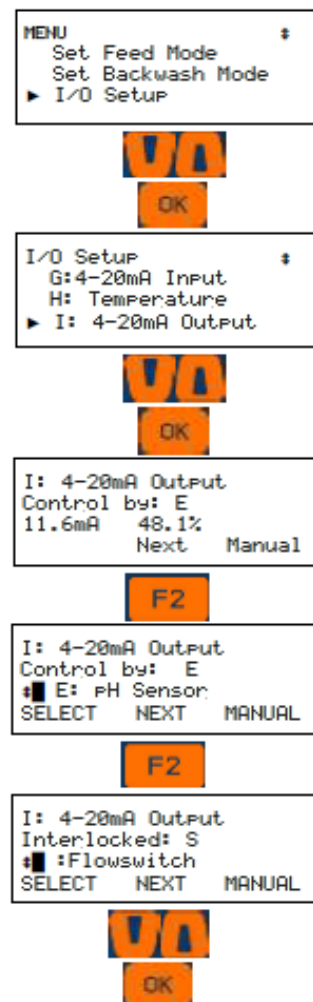 MENU
Set Feed Mode
Set Backwash Mode
► I/O Setup
OK
I/O Setup
G:4-20mA Input
H: Temperature
► I: 4-20mA Output
OK
I: 4-20mA Output
Control by: E
11.6mA 48.1%
Next Manual
F2
I: 4-20mA Output
Control by: E
E: pH Sensor
SELECT NEXT MANUAL
F2
I: 4-20mA Output
Interlocked: S
:Flowswitch
SELECT NEXT MANUAL
OK